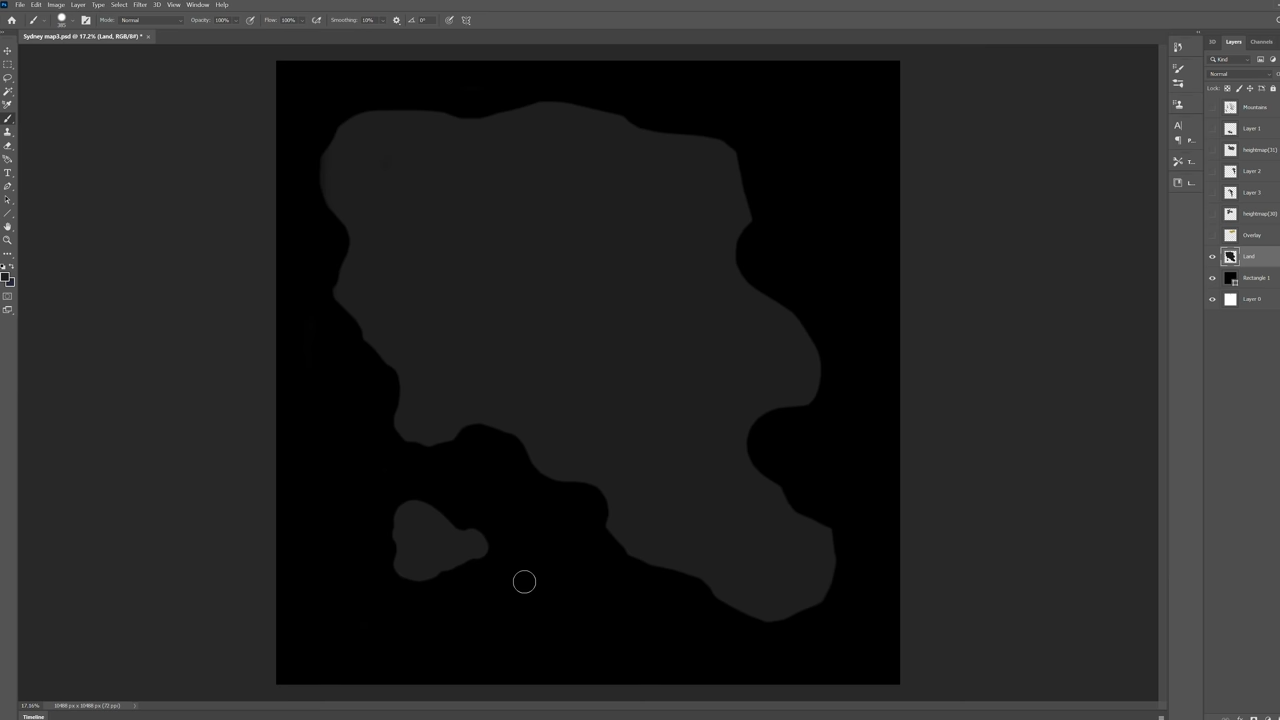 Ps File Edit Image Layer Type Select Filter 3D View Window Help
385 Mode: Normal Opacity: 100% Flow: 100% Smoothing: 10% 0°
Sydney map3.psd @ 17.2% (Land, RGB/8#) * ×
3D Layers Channels
Kind
Normal
Lock:
Mountains
Layer 1
heightmap(31)
Layer 2
Layer 3
heightmap(30)
Overlay
Land
Rectangle 1
Layer 0
A|
¶ P...
T...
L...
17.16%
Timeline